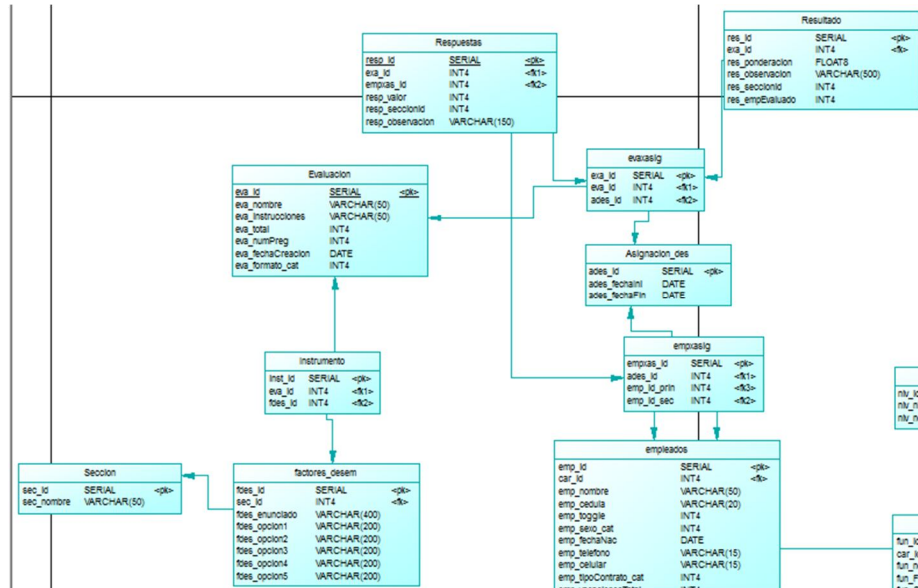 Resultado
res_id SERIAL <pk>
exa_id INT4 <fk>
res_ponderacion FLOAT8
res_observacion VARCHAR(500)
res_seccionid INT4
res_empEvaluado INT4
Respuestas
resp_id SERIAL <pk>
exa_id INT4 <fk1>
empxas_id INT4 <fk2>
resp_valor INT4
resp_seccionid INT4
resp_observacion VARCHAR(150)
evaxasig
exa_id SERIAL <pk>
eva_id INT4 <fk1>
ades_id INT4 <fk2>
Evaluacion
eva_id SERIAL <pk>
eva_nombre VARCHAR(50)
eva_instrucciones VARCHAR(50)
eva_total INT4
eva_numPreg INT4
eva_fechaCreacion DATE
eva_formato_cat INT4
Asignacion_des
ades_id SERIAL <pk>
ades_fechaIni DATE
ades_fechaFin DATE
empxasig
empxas_id SERIAL <pk>
ades_id INT4 <fk1>
emp_id_prin INT4 <fk3>
emp_id_sec INT4 <fk2>
Instrumento
inst_id SERIAL <pk>
eva_id INT4 <fk1>
fdes_id INT4 <fk2>
niv_id
niv_n
niv_n
empleados
emp_id SERIAL <pk>
car_id INT4 <fk>
emp_nombre VARCHAR(50)
emp_cedula VARCHAR(20)
emp_toggle INT4
emp_sexo_cat INT4
emp_fechaNac DATE
emp_telefono VARCHAR(15)
emp_celular VARCHAR(15)
emp_tipoContrato_cat INT4
Seccion
sec_id SERIAL <pk>
sec_nombre VARCHAR(50)
factores_desem
fdes_id SERIAL <pk>
sec_id INT4 <fk>
fdes_enunciado VARCHAR(400)
fdes_opcion1 VARCHAR(200)
fdes_opcion2 VARCHAR(200)
fdes_opcion3 VARCHAR(200)
fdes_opcion4 VARCHAR(200)
fdes_opcion5 VARCHAR(200)
fun_id
car_id